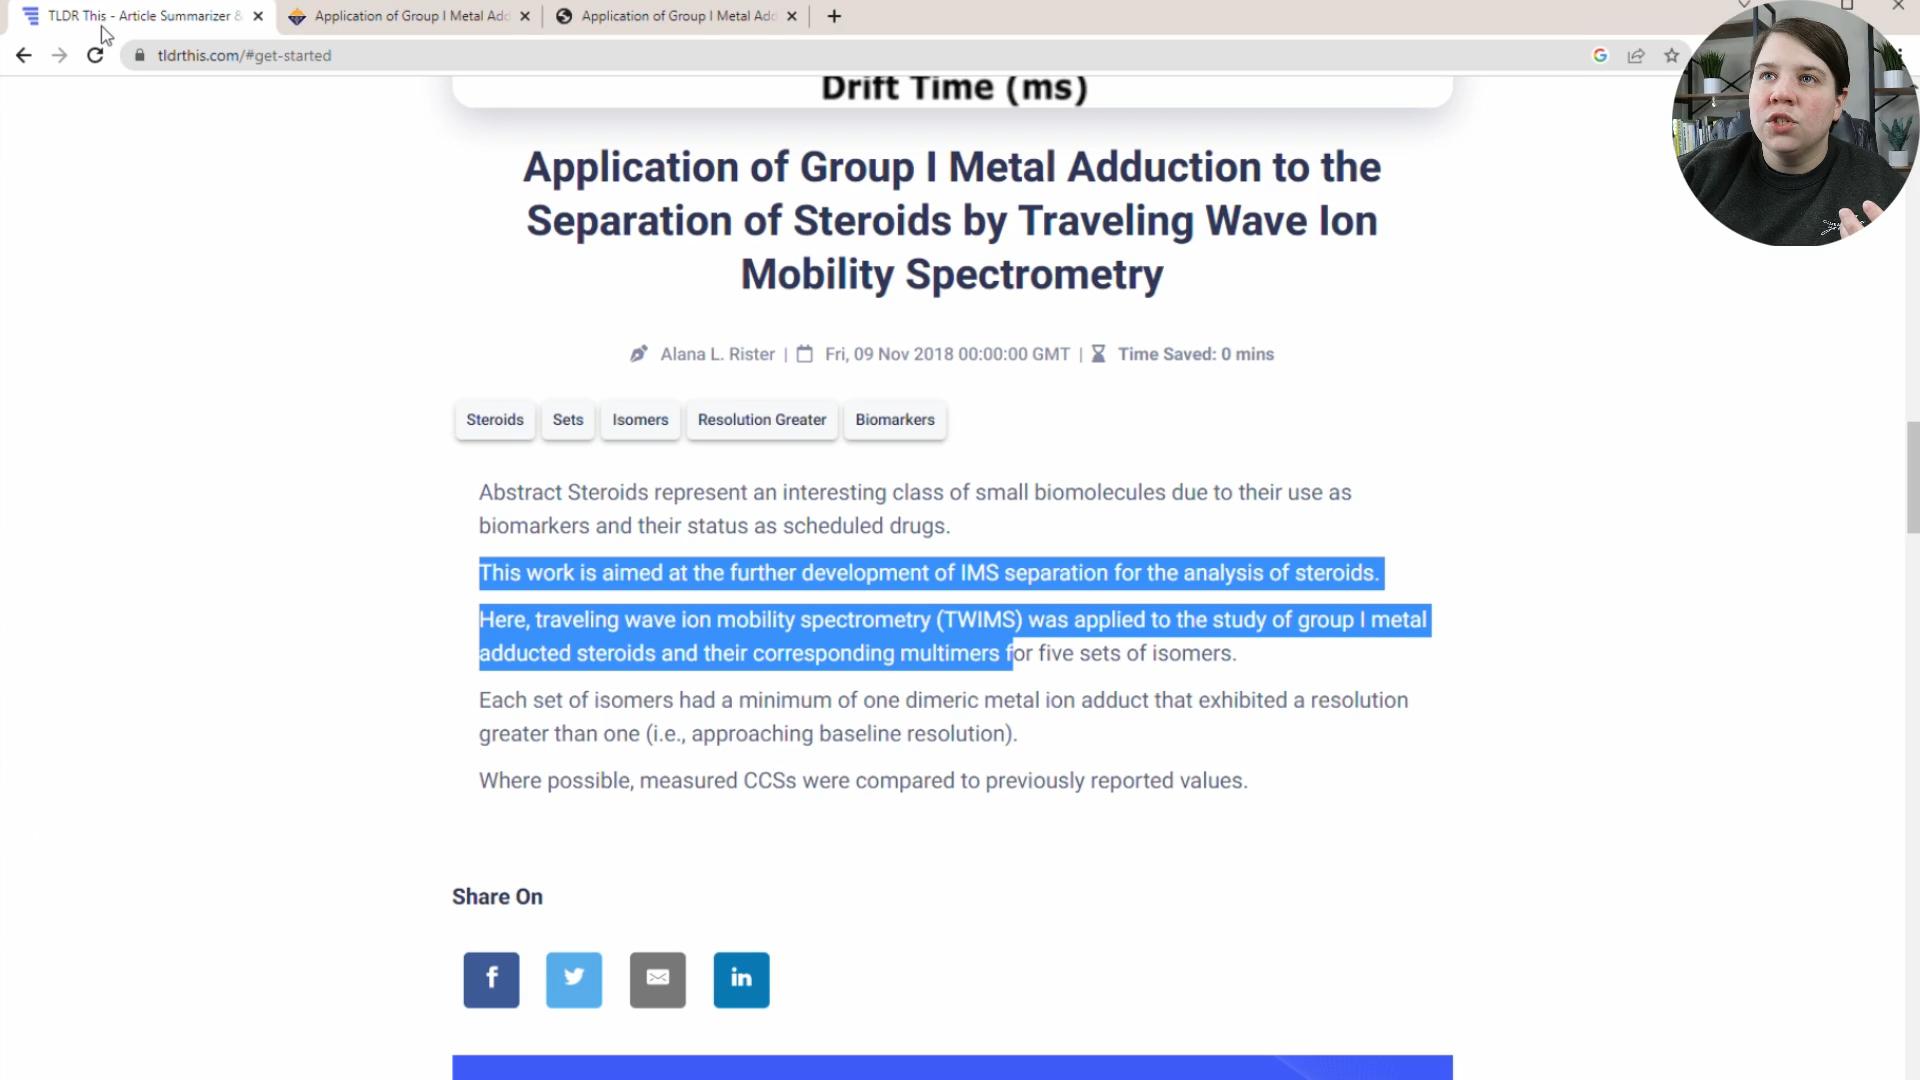 TLDR This - Article Summarizer &
Application of Group I Metal Add
Application of Group I Metal Add
tldrthis.com/#get-started
Drift Time (ms)
Application of Group I Metal Adduction to the
Separation of Steroids by Traveling Wave Ion
Mobility Spectrometry
Alana L. Rister | Fri, 09 Nov 2018 00:00:00 GMT | Time Saved: 0 mins
Steroids Sets Isomers Resolution Greater Biomarkers
Abstract Steroids represent an interesting class of small biomolecules due to their use as
biomarkers and their status as scheduled drugs.
This work is aimed at the further development of IMS separation for the analysis of steroids.
Here, traveling wave ion mobility spectrometry (TWIMS) was applied to the study of group I metal
adducted steroids and their corresponding multimers for five sets of isomers.
Each set of isomers had a minimum of one dimeric metal ion adduct that exhibited a resolution
greater than one (i.e., approaching baseline resolution).
Where possible, measured CCSs were compared to previously reported values.
Share On